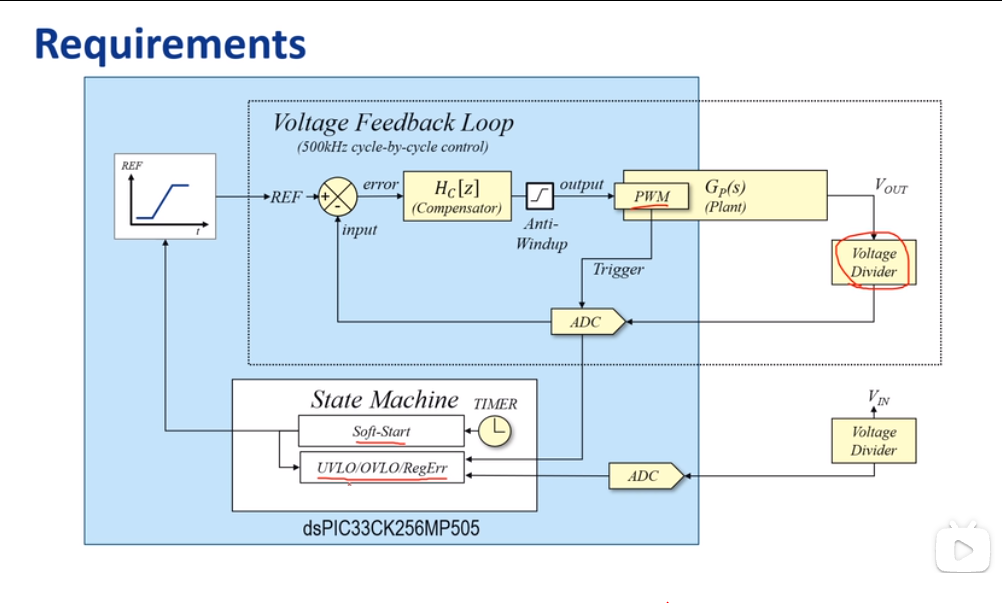 Requirements
Voltage Feedback Loop
(500kHz cycle-by-cycle control)
REF
t
REF
+
-
error
input
H_C[z]
(Compensator)
Anti-
Windup
output
PWM
G_P(s)
(Plant)
V_OUT
Voltage
Divider
Trigger
ADC
State Machine
TIMER
Soft-Start
UVLO/OVLO/RegErr
ADC
V_IN
Voltage
Divider
dsPIC33CK256MP505